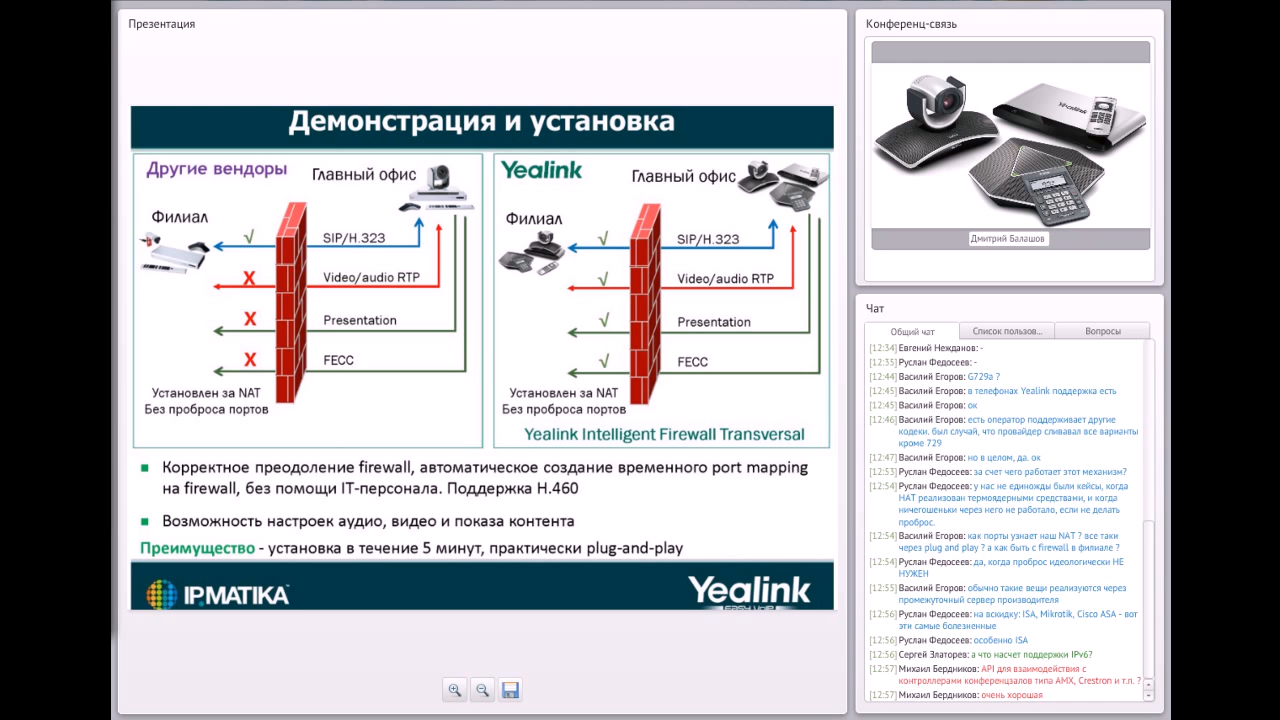 Презентация
Демонстрация и установка
Другие вендоры
Главный офис
Филиал
√
SIP/H.323
X
Video/audio RTP
X
Presentation
X
FECC
Установлен за NAT
Без проброса портов
Yealink
Главный офис
Филиал
√
SIP/H.323
√
Video/audio RTP
√
Presentation
√
FECC
Установлен за NAT
Без проброса портов
Yealink Intelligent Firewall Transversal
Корректное преодоление firewall, автоматическое создание временного port mapping
на firewall, без помощи IT-персонала. Поддержка H.460
Возможность настроек аудио, видео и показа контента
Преимущество - установка в течение 5 минут, практически plug-and-play
IPMATIKA
Yealink
Конференц-связь
Yealink
Дмитрий Балашов
Чат
Общий чат
Список пользов...
Вопросы
[12:34] Евгений Нежданов: -
[12:35] Руслан Федосеев: -
[12:44] Василий Егоров: G729a ?
[12:45] Василий Егоров: в телефонах Yealink поддержка есть
[12:45] Василий Егоров: ок
[12:46] Василий Егоров: есть оператор поддерживает другие
кодеки. был случай, что провайдер сливавал все варианты
кроме 729
[12:47] Василий Егоров: но в целом, да. ок
[12:53] Руслан Федосеев: за счет чего работает этот механизм?
[12:54] Руслан Федосеев: у нас не единожды были кейсы, когда
НАТ реализован термоядерными средствами, и когда
ничегошеньки через него не работало, если не делать
проброс.
[12:54] Василий Егоров: как порты узнает наш NAT ? все таки
через plug and play ? а как быть с firewall в филиале ?
[12:54] Руслан Федосеев: да, когда проброс идеологически НЕ
НУЖЕН
[12:55] Василий Егоров: обычно такие вещи реализуются через
промежуточный сервер производителя
[12:56] Руслан Федосеев: на вскидку: ISA, Mikrotik, Cisco ASA - вот
эти самые болезненные
[12:56] Руслан Федосеев: особенно ISA
[12:56] Сергей Златорев: а что насчет поддержки IPv6?
[12:57] Михаил Бердников: API для взаимодействия с
контроллерами конференцзалов типа AMX, Crestron и т.п. ?
[12:57] Михаил Бердников: очень хорошая